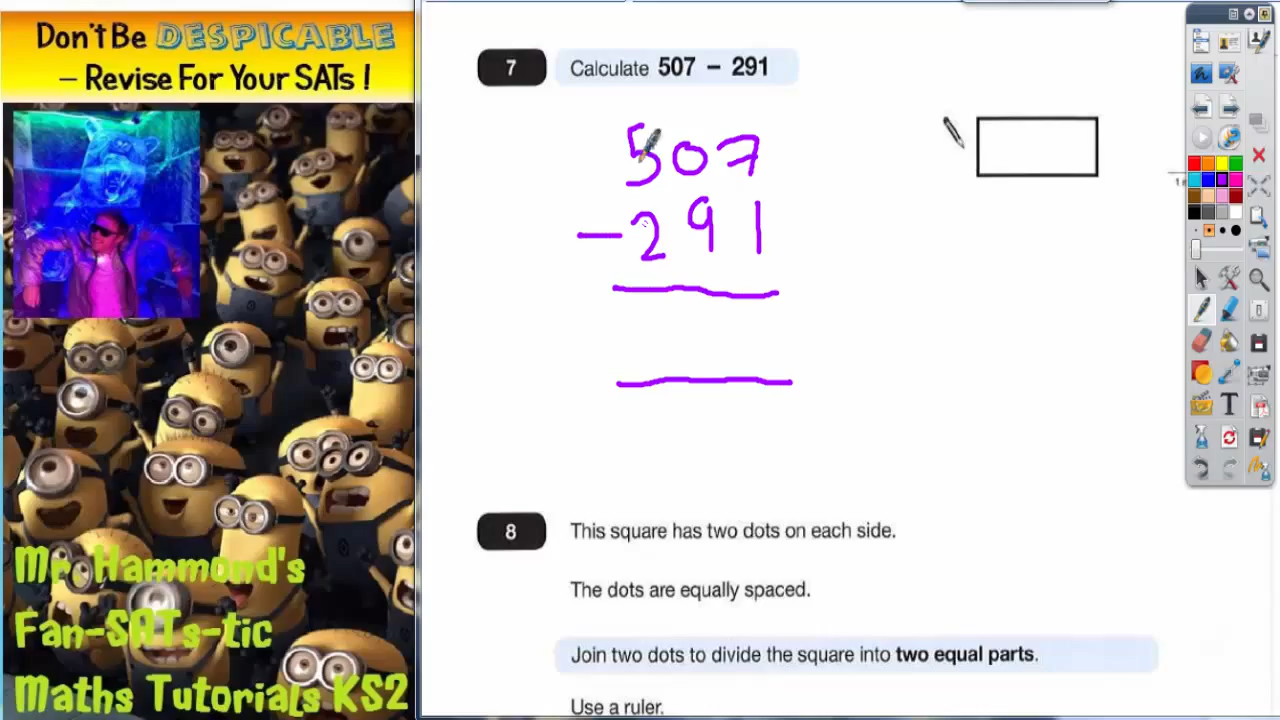 Don't Be DESPICABLE
– Revise For Your SATs !
Mr. Hammond's
Fan-SATs-tic
Maths Tutorials KS2
7 Calculate 507 – 291
507
– 291
8 This square has two dots on each side.
The dots are equally spaced.
Join two dots to divide the square into two equal parts.
Use a ruler.